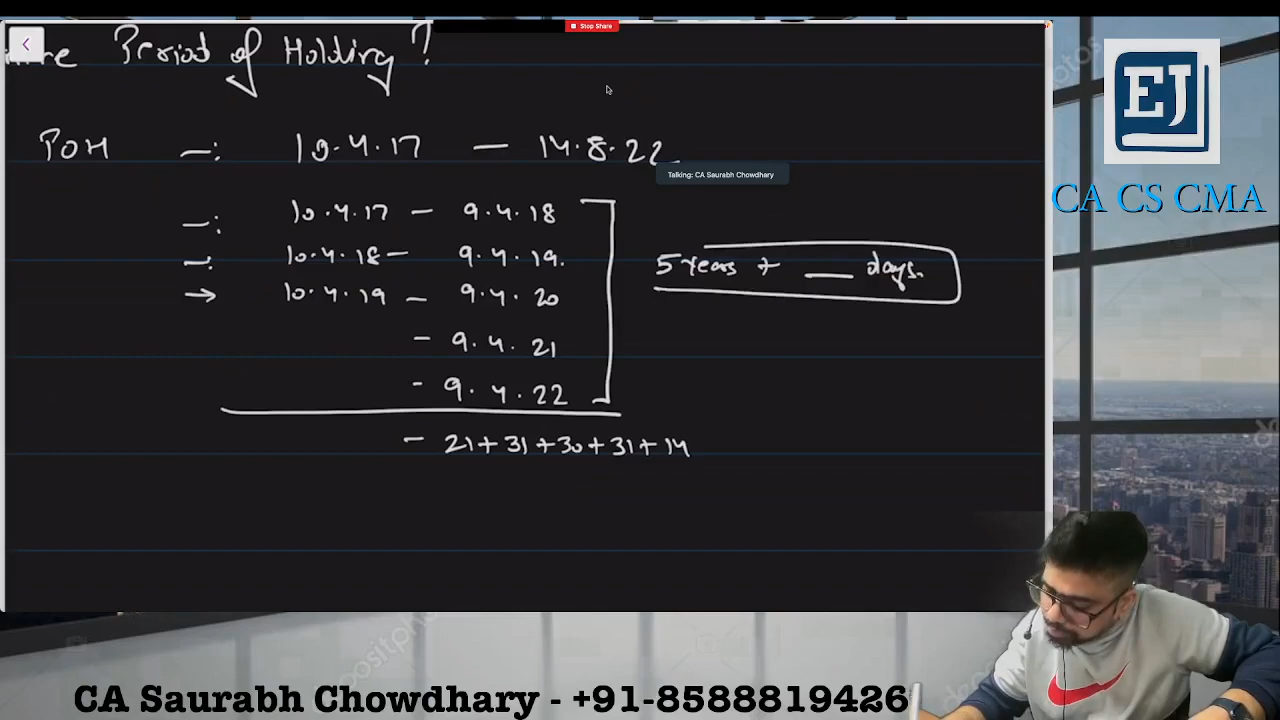 Period of Holding?
Stop Share
POH -: 10.4.17 - 14.8.22
Talking: CA Saurabh Chowdhary
-: 10.4.17 - 9.4.18
-: 10.4.18 - 9.4.19.
→ 10.4.19 - 9.4.20
- 9.4.21
- 9.4.22
5 Years + ___ days.
- 21+31+30+31+14
EJ
CA CS CMA
CA Saurabh Chowdhary - +91-8588819426